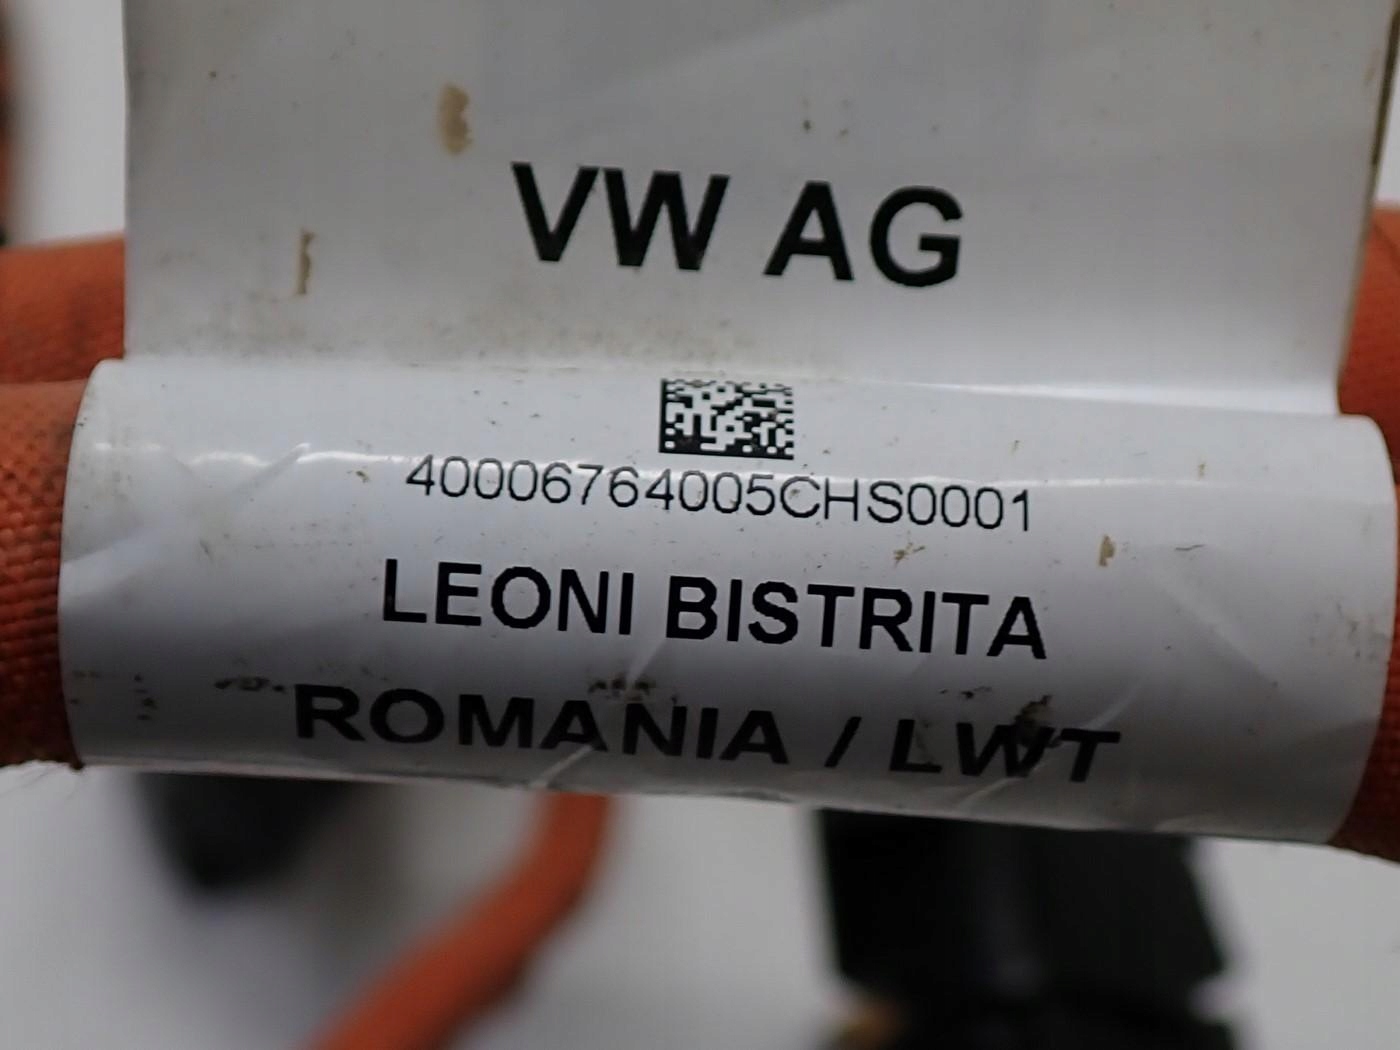 VW AG
40006764005CHS0001
LEONI BISTRITA
ROMANIA / LWT